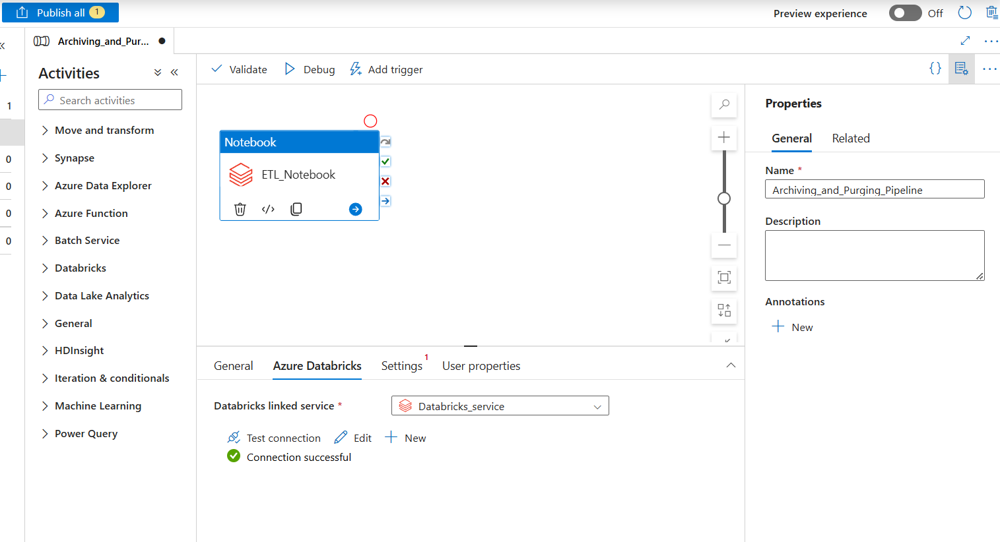 Publish all 1
Preview experience Off
Archiving_and_Pur...
Activities
Search activities
1
0
0
0
0
Move and transform
Synapse
Azure Data Explorer
Azure Function
Batch Service
Databricks
Data Lake Analytics
General
HDInsight
Iteration & conditionals
Machine Learning
Power Query
Validate Debug Add trigger
Notebook
ETL_Notebook
General Azure Databricks Settings 1 User properties
Databricks linked service * Databricks_service
Test connection Edit New
Connection successful
Properties
General Related
Name *
Archiving_and_Purging_Pipeline
Description
Annotations
New